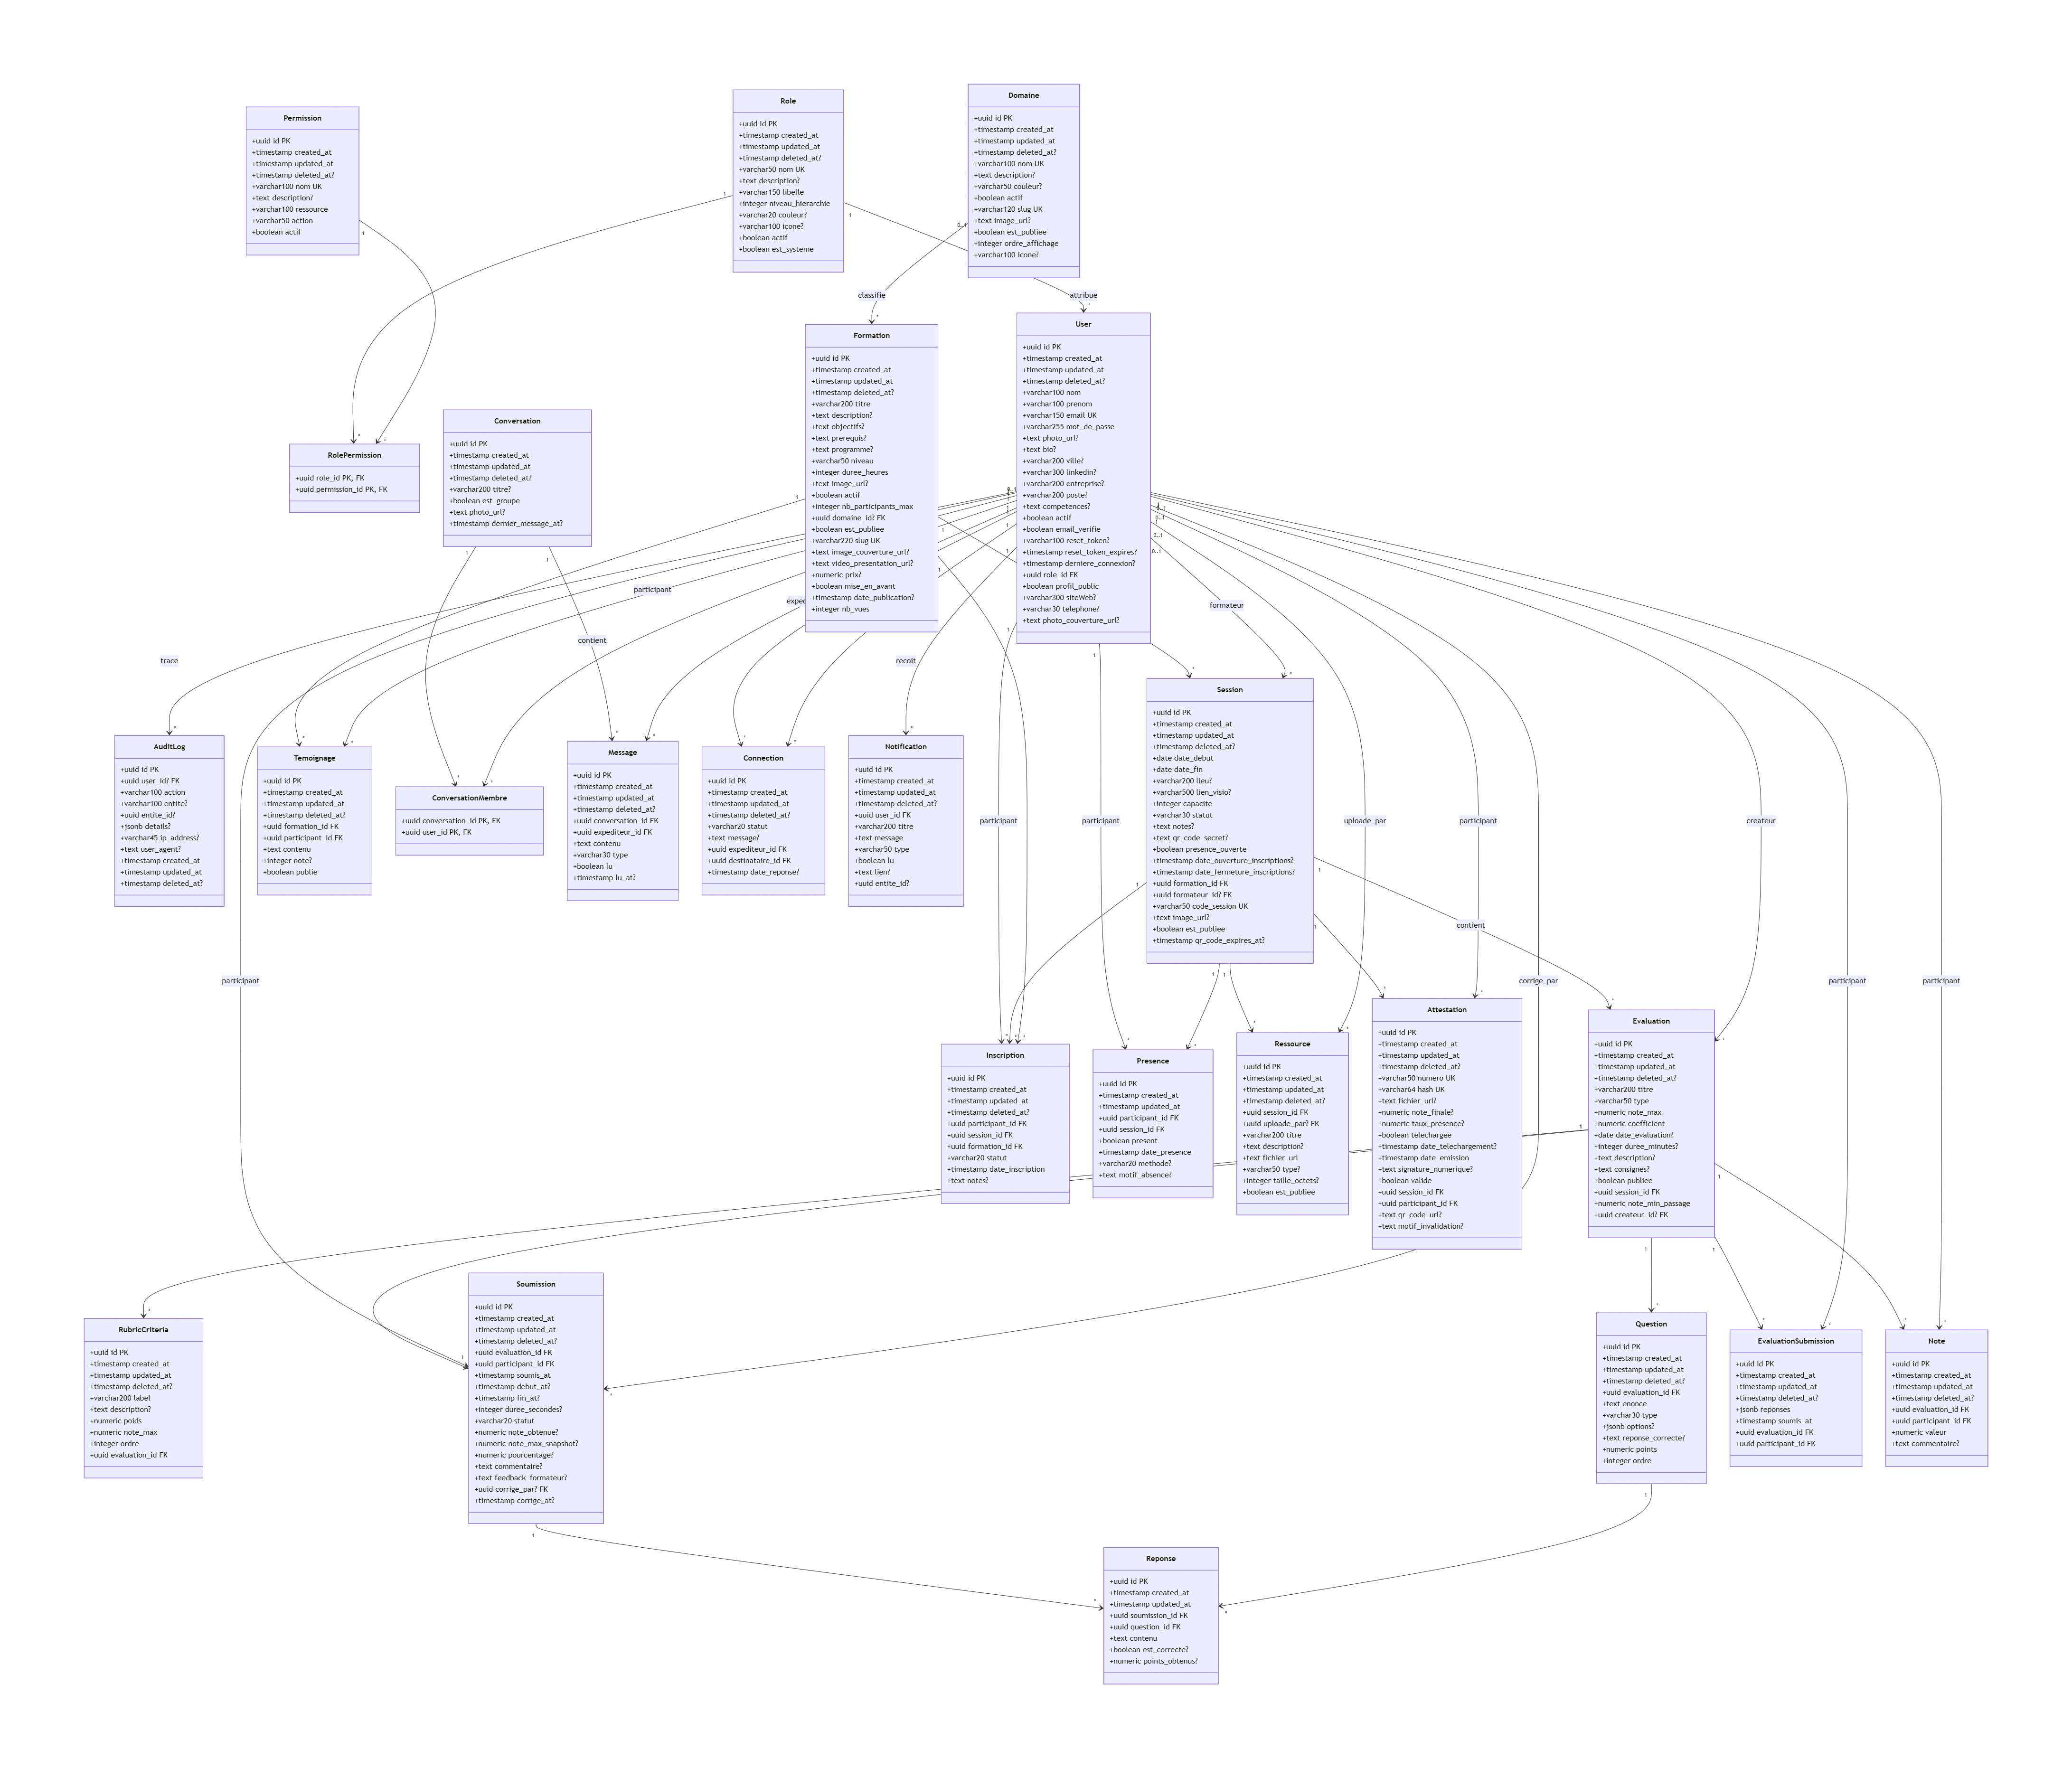 Permission
+uuid id PK
+timestamp created_at
+timestamp updated_at
+timestamp deleted_at?
+varchar100 nom UK
+text description?
+varchar100 ressource
+varchar50 action
+boolean actif
1
Role
+uuid id PK
+timestamp created_at
+timestamp updated_at
+timestamp deleted_at?
+varchar50 nom UK
+text description?
+varchar150 libelle
+integer niveau_hierarchie
+varchar20 couleur?
+varchar100 icone?
+boolean actif
+boolean est_systeme
1
1
Domaine
+uuid id PK
+timestamp created_at
+timestamp updated_at
+timestamp deleted_at?
+varchar100 nom UK
+text description?
+varchar50 couleur?
+boolean actif
+varchar120 slug UK
+text image_url?
+boolean est_publiee
+integer ordre_affichage
+varchar100 icone?
0..1
classifie
*
attribue
*
Formation
+uuid id PK
+timestamp created_at
+timestamp updated_at
+timestamp deleted_at?
+varchar200 titre
+text description?
+text objectifs?
+text prerequis?
+text programme?
+varchar50 niveau
+integer duree_heures
+text image_url?
+boolean actif
+integer nb_participants_max
+uuid domaine_id? FK
+boolean est_publiee
+varchar220 slug UK
+text image_couverture_url?
+text video_presentation_url?
+numeric prix?
+boolean mise_en_avant
+timestamp date_publication?
+integer nb_vues
1
1
1
User
+uuid id PK
+timestamp created_at
+timestamp updated_at
+timestamp deleted_at?
+varchar100 nom
+varchar100 prenom
+varchar150 email UK
+varchar255 mot_de_passe
+text photo_url?
+text bio?
+varchar200 ville?
+varchar300 linkedin?
+varchar200 entreprise?
+varchar200 poste?
+text competences?
+boolean actif
+boolean email_verifie
+varchar100 reset_token?
+timestamp reset_token_expires?
+timestamp derniere_connexion?
+uuid role_id FK
+boolean profil_public
+varchar300 siteWeb?
+varchar30 telephone?
+text photo_couverture_url?
1
1
1
1
0..1
0..1
Conversation
+uuid id PK
+timestamp created_at
+timestamp updated_at
+timestamp deleted_at?
+varchar200 titre?
+boolean est_groupe
+text photo_url?
+timestamp dernier_message_at?
1
1
*
*
RolePermission
+uuid role_id PK, FK
+uuid permission_id PK, FK
participant
contient
formateur
trace
recoit
*
AuditLog
+uuid id PK
+uuid user_id? FK
+varchar100 action
+varchar100 entite?
+uuid entite_id?
+jsonb details?
+varchar45 ip_address?
+text user_agent?
+timestamp created_at
+timestamp updated_at
+timestamp deleted_at?
*
*
Temoignage
+uuid id PK
+timestamp created_at
+timestamp updated_at
+timestamp deleted_at?
+uuid formation_id FK
+uuid participant_id FK
+text contenu
+integer note?
+boolean publie
*
*
ConversationMembre
+uuid conversation_id PK, FK
+uuid user_id PK, FK
*
*
Message
+uuid id PK
+timestamp created_at
+timestamp updated_at
+timestamp deleted_at?
+uuid conversation_id FK
+uuid expediteur_id FK
+text contenu
+varchar30 type
+boolean lu
+timestamp lu_at?
*
*
Connection
+uuid id PK
+timestamp created_at
+timestamp updated_at
+timestamp deleted_at?
+varchar20 statut
+text message?
+uuid expediteur_id FK
+uuid destinataire_id FK
+timestamp date_reponse?
*
Notification
+uuid id PK
+timestamp created_at
+timestamp updated_at
+timestamp deleted_at?
+uuid user_id FK
+varchar200 titre
+text message
+varchar50 type
+boolean lu
+text lien?
+uuid entite_id?
*
*
Session
+uuid id PK
+timestamp created_at
+timestamp updated_at
+timestamp deleted_at?
+date date_debut
+date date_fin
+varchar200 lieu?
+varchar500 lien_visio?
+integer capacite
+varchar30 statut
+text notes?
+text qr_code_secret?
+boolean presence_ouverte
+timestamp date_ouverture_inscriptions?
+timestamp date_fermeture_inscriptions?
+uuid formation_id FK
+uuid formateur_id? FK
+varchar50 code_session UK
+text image_url?
+boolean est_publiee
+timestamp qr_code_expires_at?
1
1
1
1
1
participant
participant
uploade_par
participant
createur
contient
participant
corrige_par
participant
participant
*
*
*
Inscription
+uuid id PK
+timestamp created_at
+timestamp updated_at
+timestamp deleted_at?
+uuid participant_id FK
+uuid session_id FK
+uuid formation_id FK
+varchar20 statut
+timestamp date_inscription
+text notes?
*
*
Presence
+uuid id PK
+timestamp created_at
+timestamp updated_at
+uuid participant_id FK
+uuid session_id FK
+boolean present
+timestamp date_presence
+varchar20 methode?
+text motif_absence?
*
*
Ressource
+uuid id PK
+timestamp created_at
+timestamp updated_at
+timestamp deleted_at?
+uuid session_id FK
+uuid uploade_par? FK
+varchar200 titre
+text description?
+text fichier_url
+varchar50 type?
+integer taille_octets?
+boolean est_publiee
*
*
Attestation
+uuid id PK
+timestamp created_at
+timestamp updated_at
+timestamp deleted_at?
+varchar50 numero UK
+varchar64 hash UK
+text fichier_url?
+numeric note_finale?
+numeric taux_presence?
+boolean telechargee
+timestamp date_telechargement?
+timestamp date_emission
+text signature_numerique?
+boolean valide
+uuid session_id FK
+uuid participant_id FK
+text qr_code_url?
+text motif_invalidation?
*
*
Evaluation
+uuid id PK
+timestamp created_at
+timestamp updated_at
+timestamp deleted_at?
+varchar200 titre
+varchar50 type
+numeric note_max
+numeric coefficient
+date date_evaluation?
+integer duree_minutes?
+text description?
+text consignes?
+boolean publiee
+uuid session_id FK
+numeric note_min_passage
+uuid createur_id? FK
1
1
1
1
*
RubricCriteria
+uuid id PK
+timestamp created_at
+timestamp updated_at
+timestamp deleted_at?
+varchar200 label
+text description?
+numeric poids
+numeric note_max
+integer ordre
+uuid evaluation_id FK
Soumission
+uuid id PK
+timestamp created_at
+timestamp updated_at
+timestamp deleted_at?
+uuid evaluation_id FK
+uuid participant_id FK
+timestamp soumis_at
+timestamp debut_at?
+timestamp fin_at?
+integer duree_secondes?
+varchar20 statut
+numeric note_obtenue?
+numeric note_max_snapshot?
+numeric pourcentage?
+text commentaire?
+text feedback_formateur?
+uuid corrige_par? FK
+timestamp corrige_at?
*
1
*
Question
+uuid id PK
+timestamp created_at
+timestamp updated_at
+timestamp deleted_at?
+uuid evaluation_id FK
+text enonce
+varchar30 type
+jsonb options?
+text reponse_correcte?
+numeric points
+integer ordre
1
*
*
EvaluationSubmission
+uuid id PK
+timestamp created_at
+timestamp updated_at
+timestamp deleted_at?
+jsonb reponses
+timestamp soumis_at
+uuid evaluation_id FK
+uuid participant_id FK
*
*
Note
+uuid id PK
+timestamp created_at
+timestamp updated_at
+timestamp deleted_at?
+uuid evaluation_id FK
+uuid participant_id FK
+numeric valeur
+text commentaire?
*
*
Reponse
+uuid id PK
+timestamp created_at
+timestamp updated_at
+uuid soumission_id FK
+uuid question_id FK
+text contenu
+boolean est_correcte?
+numeric points_obtenus?